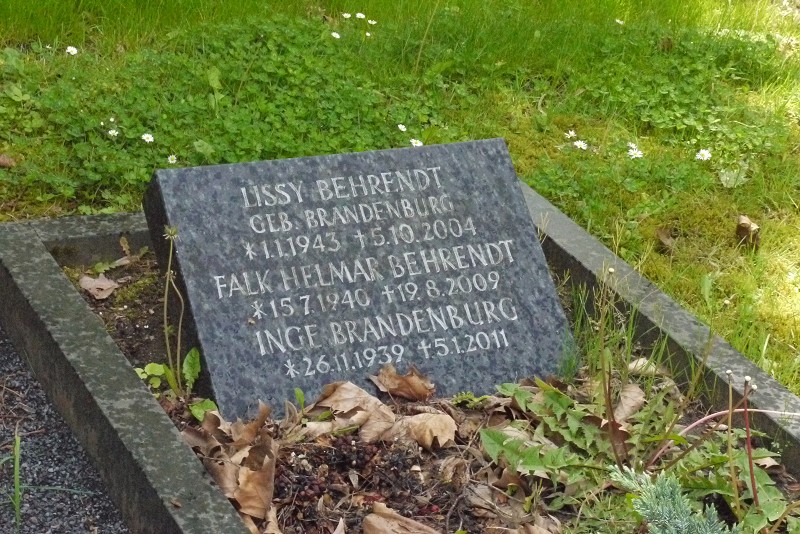 LISSY BEHRENDT
GEB. BRANDENBURG
*1.1.1943 †5.10.2004
FALK HELMAR BEHRENDT
*15.7.1940 †19.8.2009
INGE BRANDENBURG
*26.11.1939 †5.1.2011